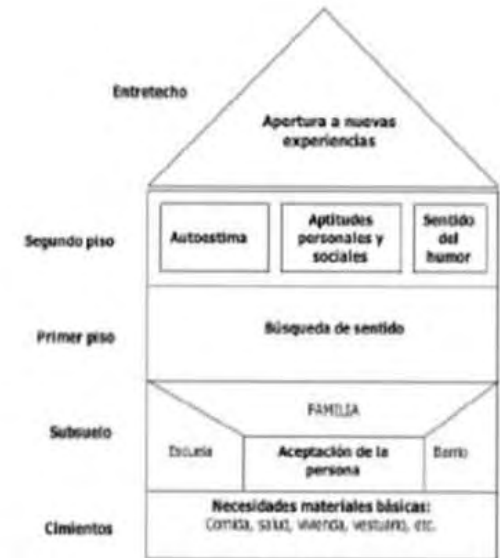 Entretecho
Apertura a nuevas
experiencias
Segundo piso
Autoestima
Aptitudes
personales y
sociales
Sentido
del
humor
Primer piso
Búsqueda de sentido
Subsuelo
FAMILIA
Escuela
Aceptación de la
persona
Barrio
Cimientos
Necesidades materiales básicas:
Comida, salud, vivienda, vestuario, etc.